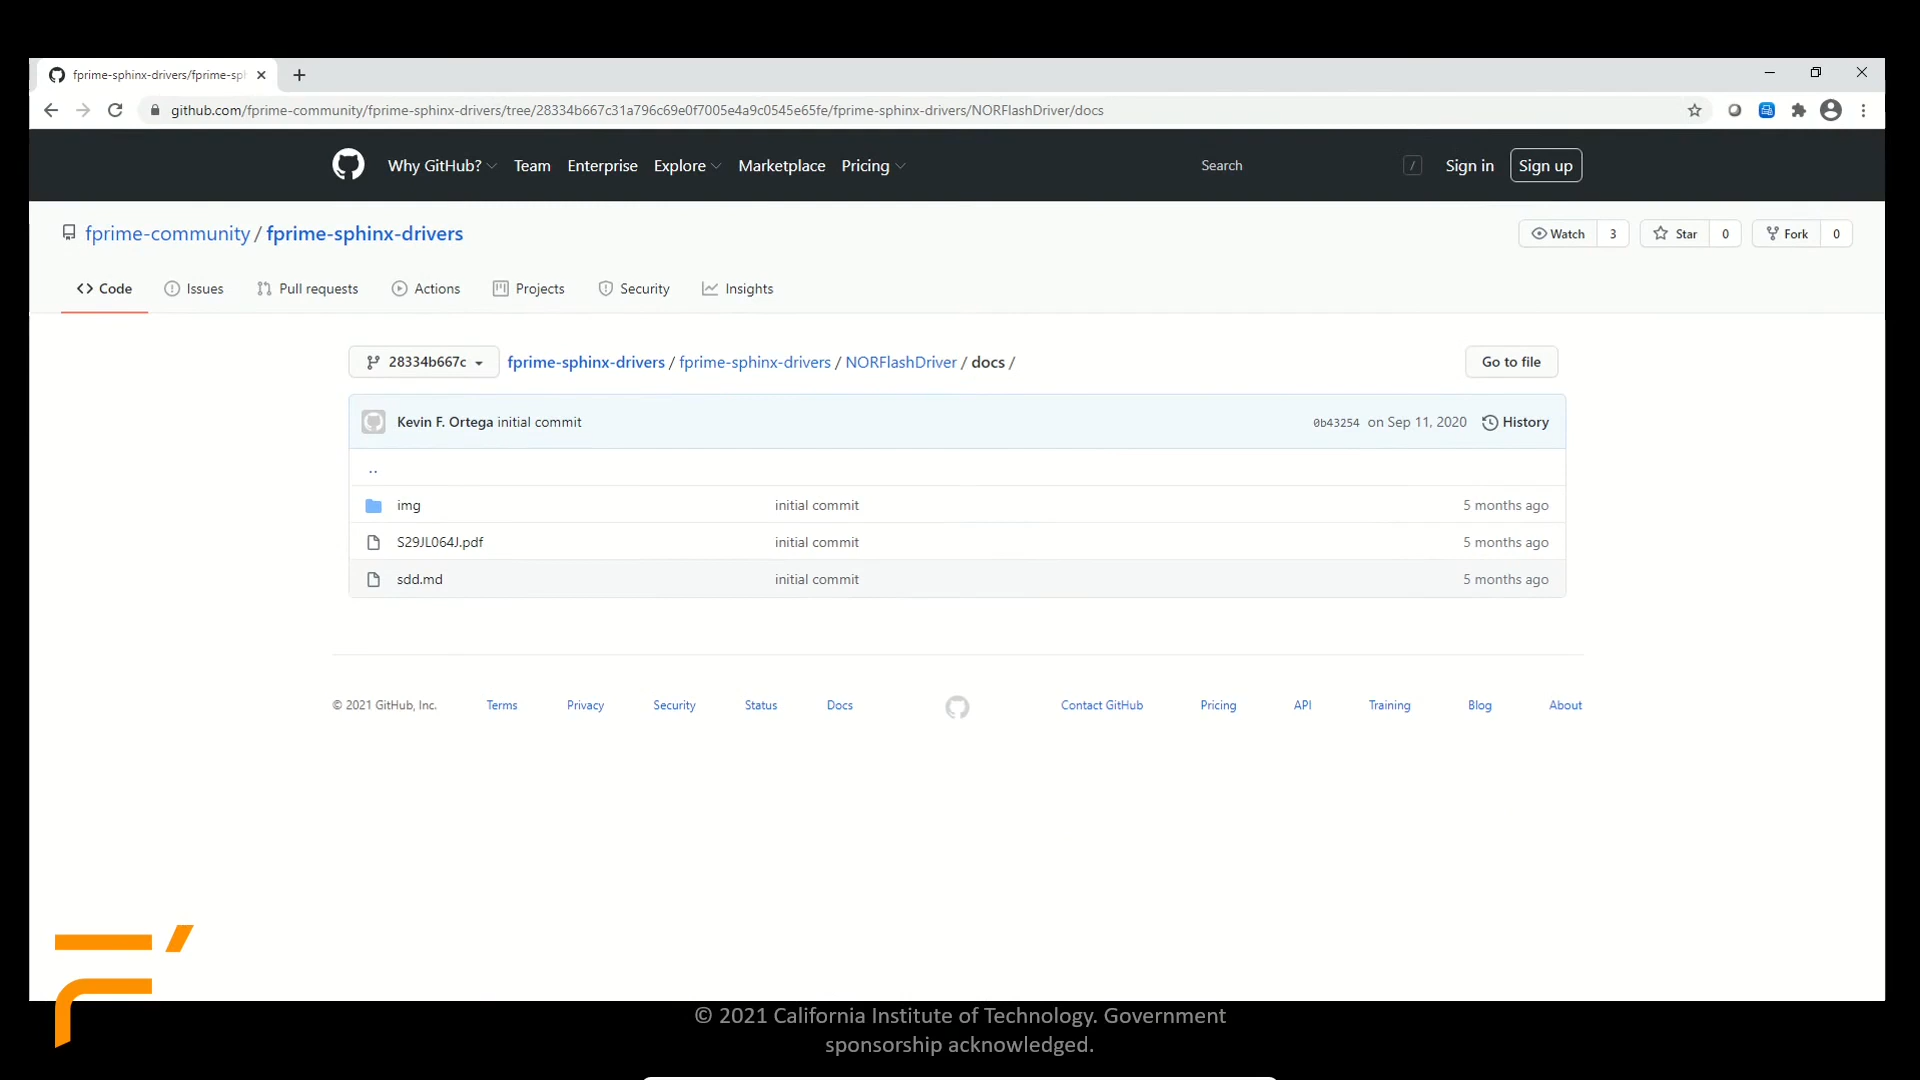 fprime-sphinx-drivers/fprime-sph
github.com/fprime-community/fprime-sphinx-drivers/tree/28334b667c31a796c69e0f7005e4a9c0545e65fe/fprime-sphinx-drivers/NORFlashDriver/docs
Why GitHub? Team Enterprise Explore Marketplace Pricing Search / Sign in Sign up
fprime-community / fprime-sphinx-drivers Watch 3 Star 0 Fork 0
Code Issues Pull requests Actions Projects Security Insights
28334b667c fprime-sphinx-drivers / fprime-sphinx-drivers / NORFlashDriver / docs / Go to file
Kevin F. Ortega initial commit 0b43254 on Sep 11, 2020 History
..
img initial commit 5 months ago
S29JL064J.pdf initial commit 5 months ago
sdd.md initial commit 5 months ago
© 2021 GitHub, Inc. Terms Privacy Security Status Docs Contact GitHub Pricing API Training Blog About
© 2021 California Institute of Technology. Government
sponsorship acknowledged.